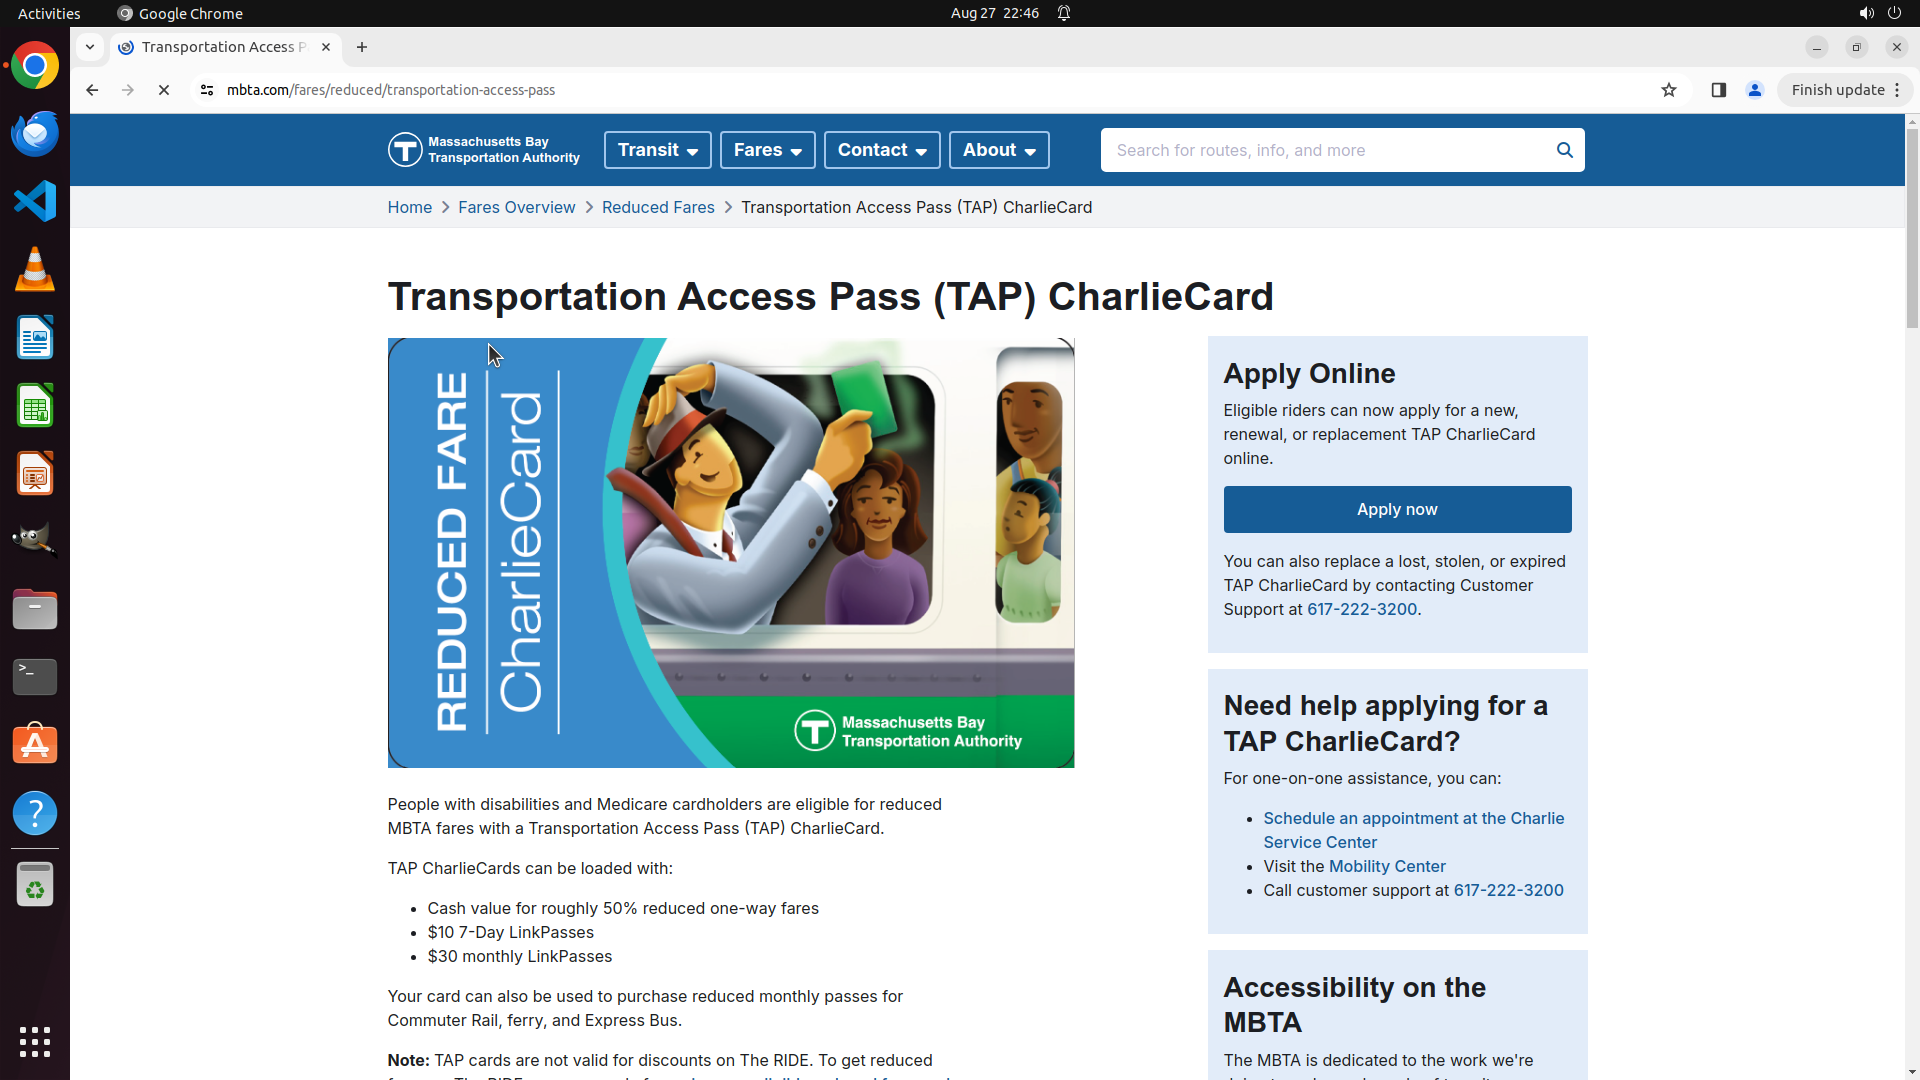 Activities
Google Chrome
Aug 27 22:46
Transportation Access P
mbta.com/fares/reduced/transportation-access-pass
Finish update
Massachusetts Bay
Transportation Authority
Transit
Fares
Contact
About
Search for routes, info, and more
Home
Fares Overview
Reduced Fares
Transportation Access Pass (TAP) CharlieCard
Transportation Access Pass (TAP) CharlieCard
REDUCED FARE
CharlieCard
T
Massachusetts Bay
Transportation Authority
People with disabilities and Medicare cardholders are eligible for reduced
MBTA fares with a Transportation Access Pass (TAP) CharlieCard.
TAP CharlieCards can be loaded with:
• Cash value for roughly 50% reduced one-way fares
• $10 7-Day LinkPasses
• $30 monthly LinkPasses
Your card can also be used to purchase reduced monthly passes for
Commuter Rail, ferry, and Express Bus.
Note: TAP cards are not valid for discounts on The RIDE. To get reduced
Apply Online
Eligible riders can now apply for a new,
renewal, or replacement TAP CharlieCard
online.
Apply now
You can also replace a lost, stolen, or expired
TAP CharlieCard by contacting Customer
Support at 617-222-3200.
Need help applying for a
TAP CharlieCard?
For one-on-one assistance, you can:
• Schedule an appointment at the Charlie
Service Center
• Visit the Mobility Center
• Call customer support at 617-222-3200
Accessibility on the
MBTA
The MBTA is dedicated to the work we're